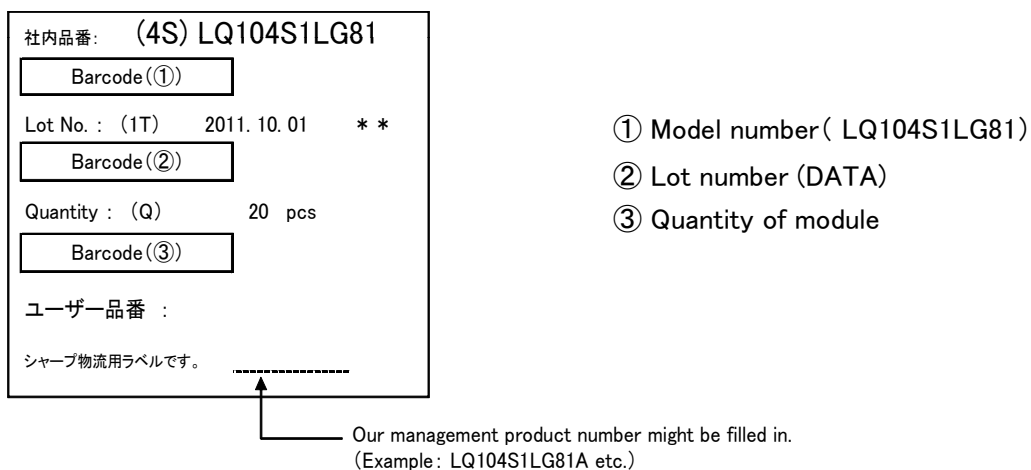 社内品番: (4S) LQ104S1LG81
Barcode(①)
Lot No. : (1T) 2011. 10. 01 * *
Barcode(②)
Quantity : (Q) 20 pcs
Barcode(③)
ユーザー品番 :
シャープ物流用ラベルです。
① Model number( LQ104S1LG81)
② Lot number (DATA)
③ Quantity of module
Our management product number might be filled in.
(Example: LQ104S1LG81A etc.)